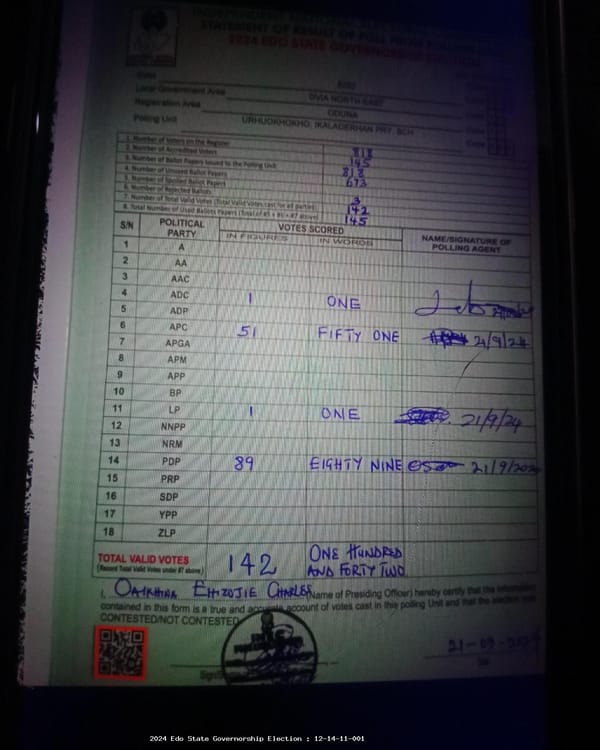 STATEMENT OF RESULT OF POLL FROM POLLING
2024 EDO STATE GOVERNORSHIP ELECTION
State EDO
Local Government Area OVIA NORTH EAST
Registration Area ODUNA
Polling Unit URHUOKHOKHO, IKALADERHAN PRY. SCH
1. Number of Voters on the Register 818
2. Number of Accredited Voters 145
3. Number of Ballot Papers Issued to the Polling Unit 818
4. Number of Unused Ballot Papers 673
5. Number of Spoiled Ballot Papers
6. Number of Rejected Ballots 3
7. Number of Total Valid Votes (Total Valid Votes cast for all parties) 142
8. Total Number of Used Ballots Papers (Total of #5 + #6 + #7 above) 145
S/N POLITICAL PARTY VOTES SCORED NAME/SIGNATURE OF POLLING AGENT
IN FIGURES IN WORDS
1 A
2 AA
3 AAC
4 ADC 1 ONE
5 ADP
6 APC 51 FIFTY ONE 21/9/24
7 APGA
8 APM
9 APP
10 BP
11 LP 1 ONE 21/9/24
12 NNPP
13 NRM
14 PDP 89 EIGHTY NINE 21/9/2024
15 PRP
16 SDP
17 YPP
18 ZLP
TOTAL VALID VOTES 142 ONE HUNDRED AND FORTY TWO
(Record Total Valid Votes under #7 above)
I, OAIKHINA EHIZOJIE CHARLES (Name of Presiding Officer) hereby certify that the information
contained in this form is a true and accurate account of votes cast in this polling Unit and that the election was
CONTESTED/NOT CONTESTED
21-09-2024
2024 Edo State Governorship Election : 12-14-11-001